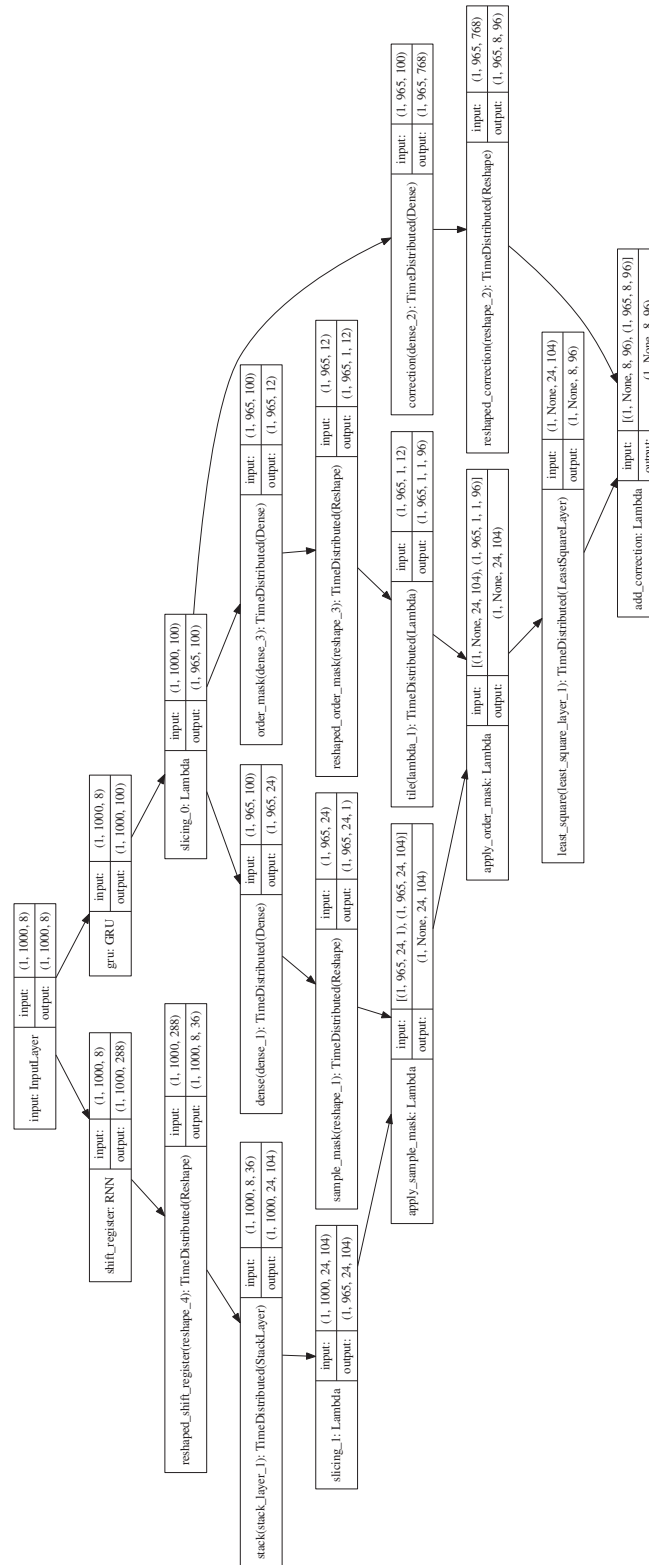 input: InputLayer
input:
output:
(1, 1000, 8)
(1, 1000, 8)
shift_register: RNN
input:
output:
(1, 1000, 8)
(1, 1000, 288)
gru: GRU
input:
output:
(1, 1000, 8)
(1, 1000, 100)
reshaped_shift_register(reshape_4): TimeDistributed(Reshape)
input:
output:
(1, 1000, 288)
(1, 1000, 8, 36)
slicing_0: Lambda
input:
output:
(1, 1000, 100)
(1, 965, 100)
stack(stack_layer_1): TimeDistributed(StackLayer)
input:
output:
(1, 1000, 8, 36)
(1, 1000, 24, 104)
dense(dense_1): TimeDistributed(Dense)
input:
output:
(1, 965, 100)
(1, 965, 24)
order_mask(dense_3): TimeDistributed(Dense)
input:
output:
(1, 965, 100)
(1, 965, 12)
slicing_1: Lambda
input:
output:
(1, 1000, 24, 104)
(1, 965, 24, 104)
sample_mask(reshape_1): TimeDistributed(Reshape)
input:
output:
(1, 965, 24)
(1, 965, 24, 1)
reshaped_order_mask(reshape_3): TimeDistributed(Reshape)
input:
output:
(1, 965, 12)
(1, 965, 1, 12)
apply_sample_mask: Lambda
input:
output:
[(1, 965, 24, 1), (1, 965, 24, 104)]
(1, None, 24, 104)
tile(lambda_1): TimeDistributed(Lambda)
input:
output:
(1, 965, 1, 12)
(1, 965, 1, 1, 96)
correction(dense_2): TimeDistributed(Dense)
input:
output:
(1, 965, 100)
(1, 965, 768)
apply_order_mask: Lambda
input:
output:
[(1, None, 24, 104), (1, 965, 1, 1, 96)]
(1, None, 24, 104)
reshaped_correction(reshape_2): TimeDistributed(Reshape)
input:
output:
(1, 965, 768)
(1, 965, 8, 96)
least_square(least_square_layer_1): TimeDistributed(LeastSquareLayer)
input:
output:
(1, None, 24, 104)
(1, None, 8, 96)
add_correction: Lambda
input:
output:
[(1, None, 8, 96), (1, 965, 8, 96)]
(1, None, 8, 96)